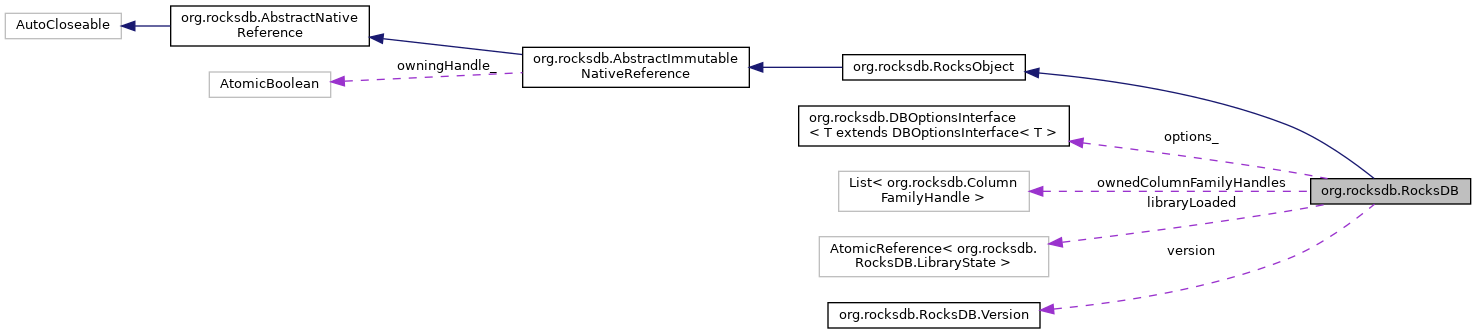 AutoCloseable
org.rocksdb.AbstractNative
Reference
owningHandle_
AtomicBoolean
org.rocksdb.AbstractImmutable
NativeReference
org.rocksdb.RocksObject
org.rocksdb.DBOptionsInterface
< T extends DBOptionsInterface< T >
options_
List< org.rocksdb.Column
FamilyHandle >
ownedColumnFamilyHandles
libraryLoaded
org.rocksdb.RocksDB
AtomicReference< org.rocksdb.
RocksDB.LibraryState >
version
org.rocksdb.RocksDB.Version